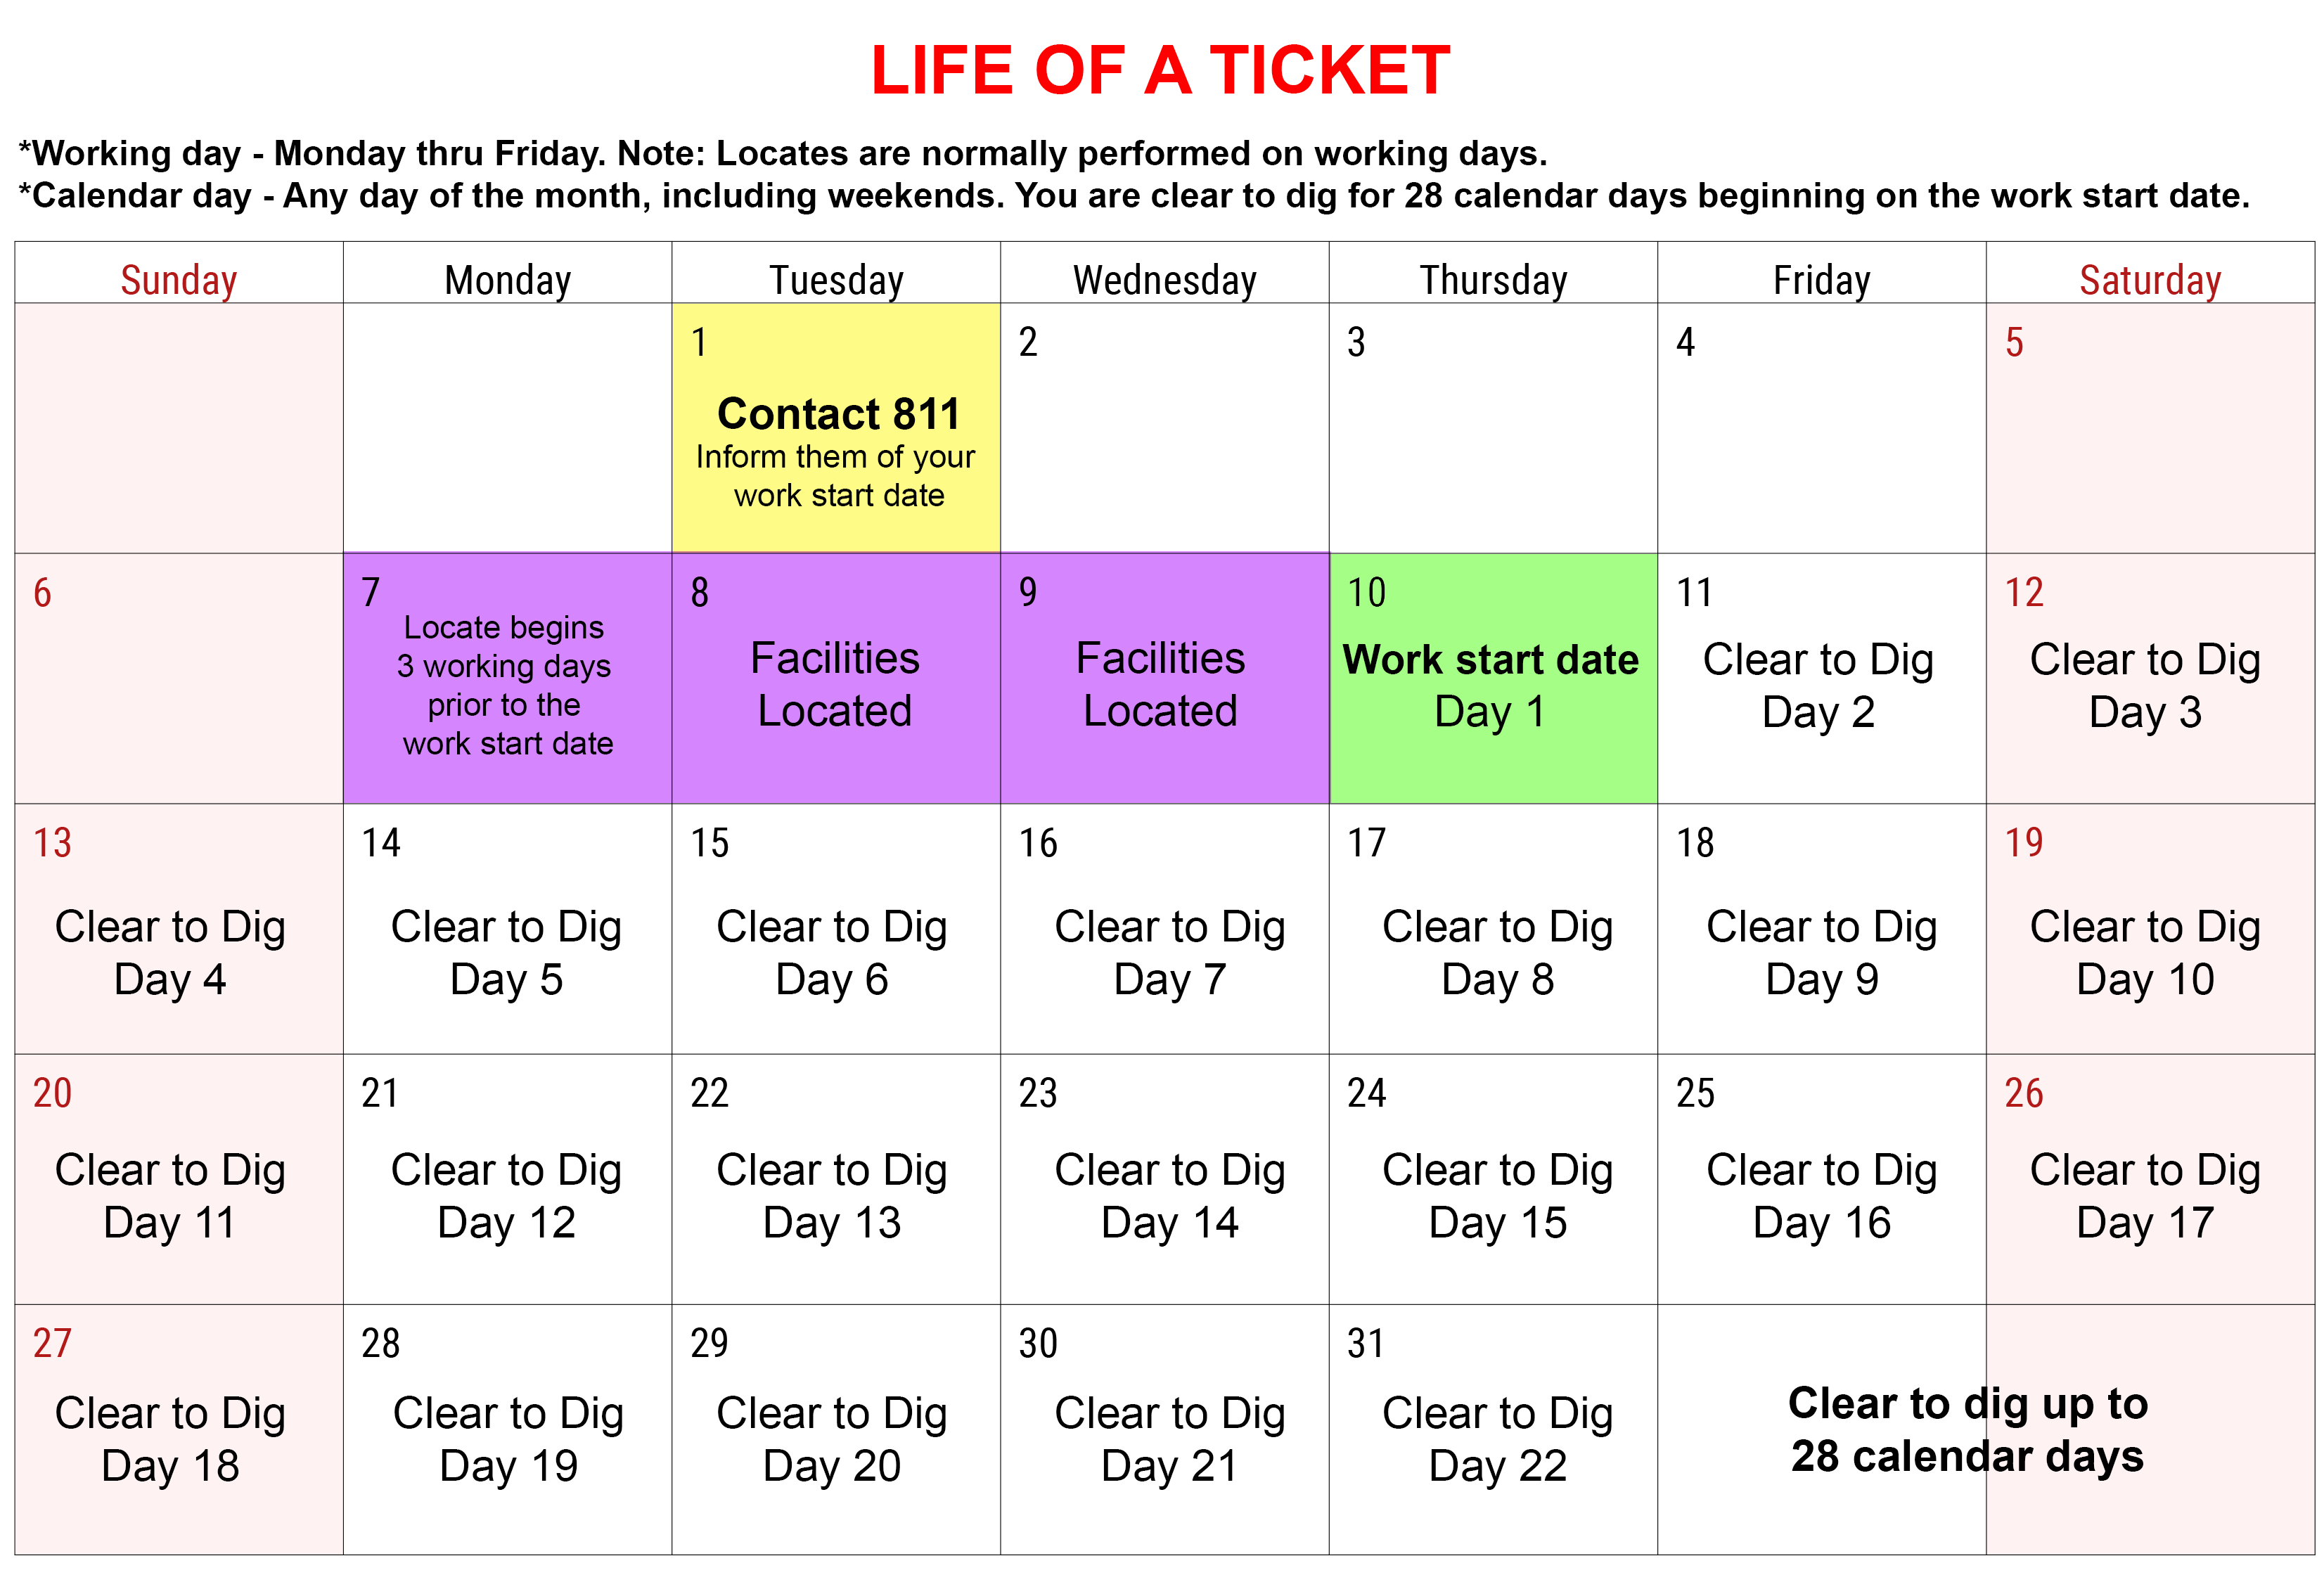 LIFE OF A TICKET
*Working day - Monday thru Friday. Note: Locates are normally performed on working days.
*Calendar day - Any day of the month, including weekends. You are clear to dig for 28 calendar days beginning on the work start date.
Sunday Monday Tuesday Wednesday Thursday Friday Saturday
1
Contact 811
Inform them of your
work start date
2
3
4
5
6
7
Locate begins
3 working days
prior to the
work start date
8
Facilities
Located
9
Facilities
Located
10
Work start date
Day 1
11
Clear to Dig
Day 2
12
Clear to Dig
Day 3
13
Clear to Dig
Day 4
14
Clear to Dig
Day 5
15
Clear to Dig
Day 6
16
Clear to Dig
Day 7
17
Clear to Dig
Day 8
18
Clear to Dig
Day 9
19
Clear to Dig
Day 10
20
Clear to Dig
Day 11
21
Clear to Dig
Day 12
22
Clear to Dig
Day 13
23
Clear to Dig
Day 14
24
Clear to Dig
Day 15
25
Clear to Dig
Day 16
26
Clear to Dig
Day 17
27
Clear to Dig
Day 18
28
Clear to Dig
Day 19
29
Clear to Dig
Day 20
30
Clear to Dig
Day 21
31
Clear to Dig
Day 22
Clear to dig up to
28 calendar days